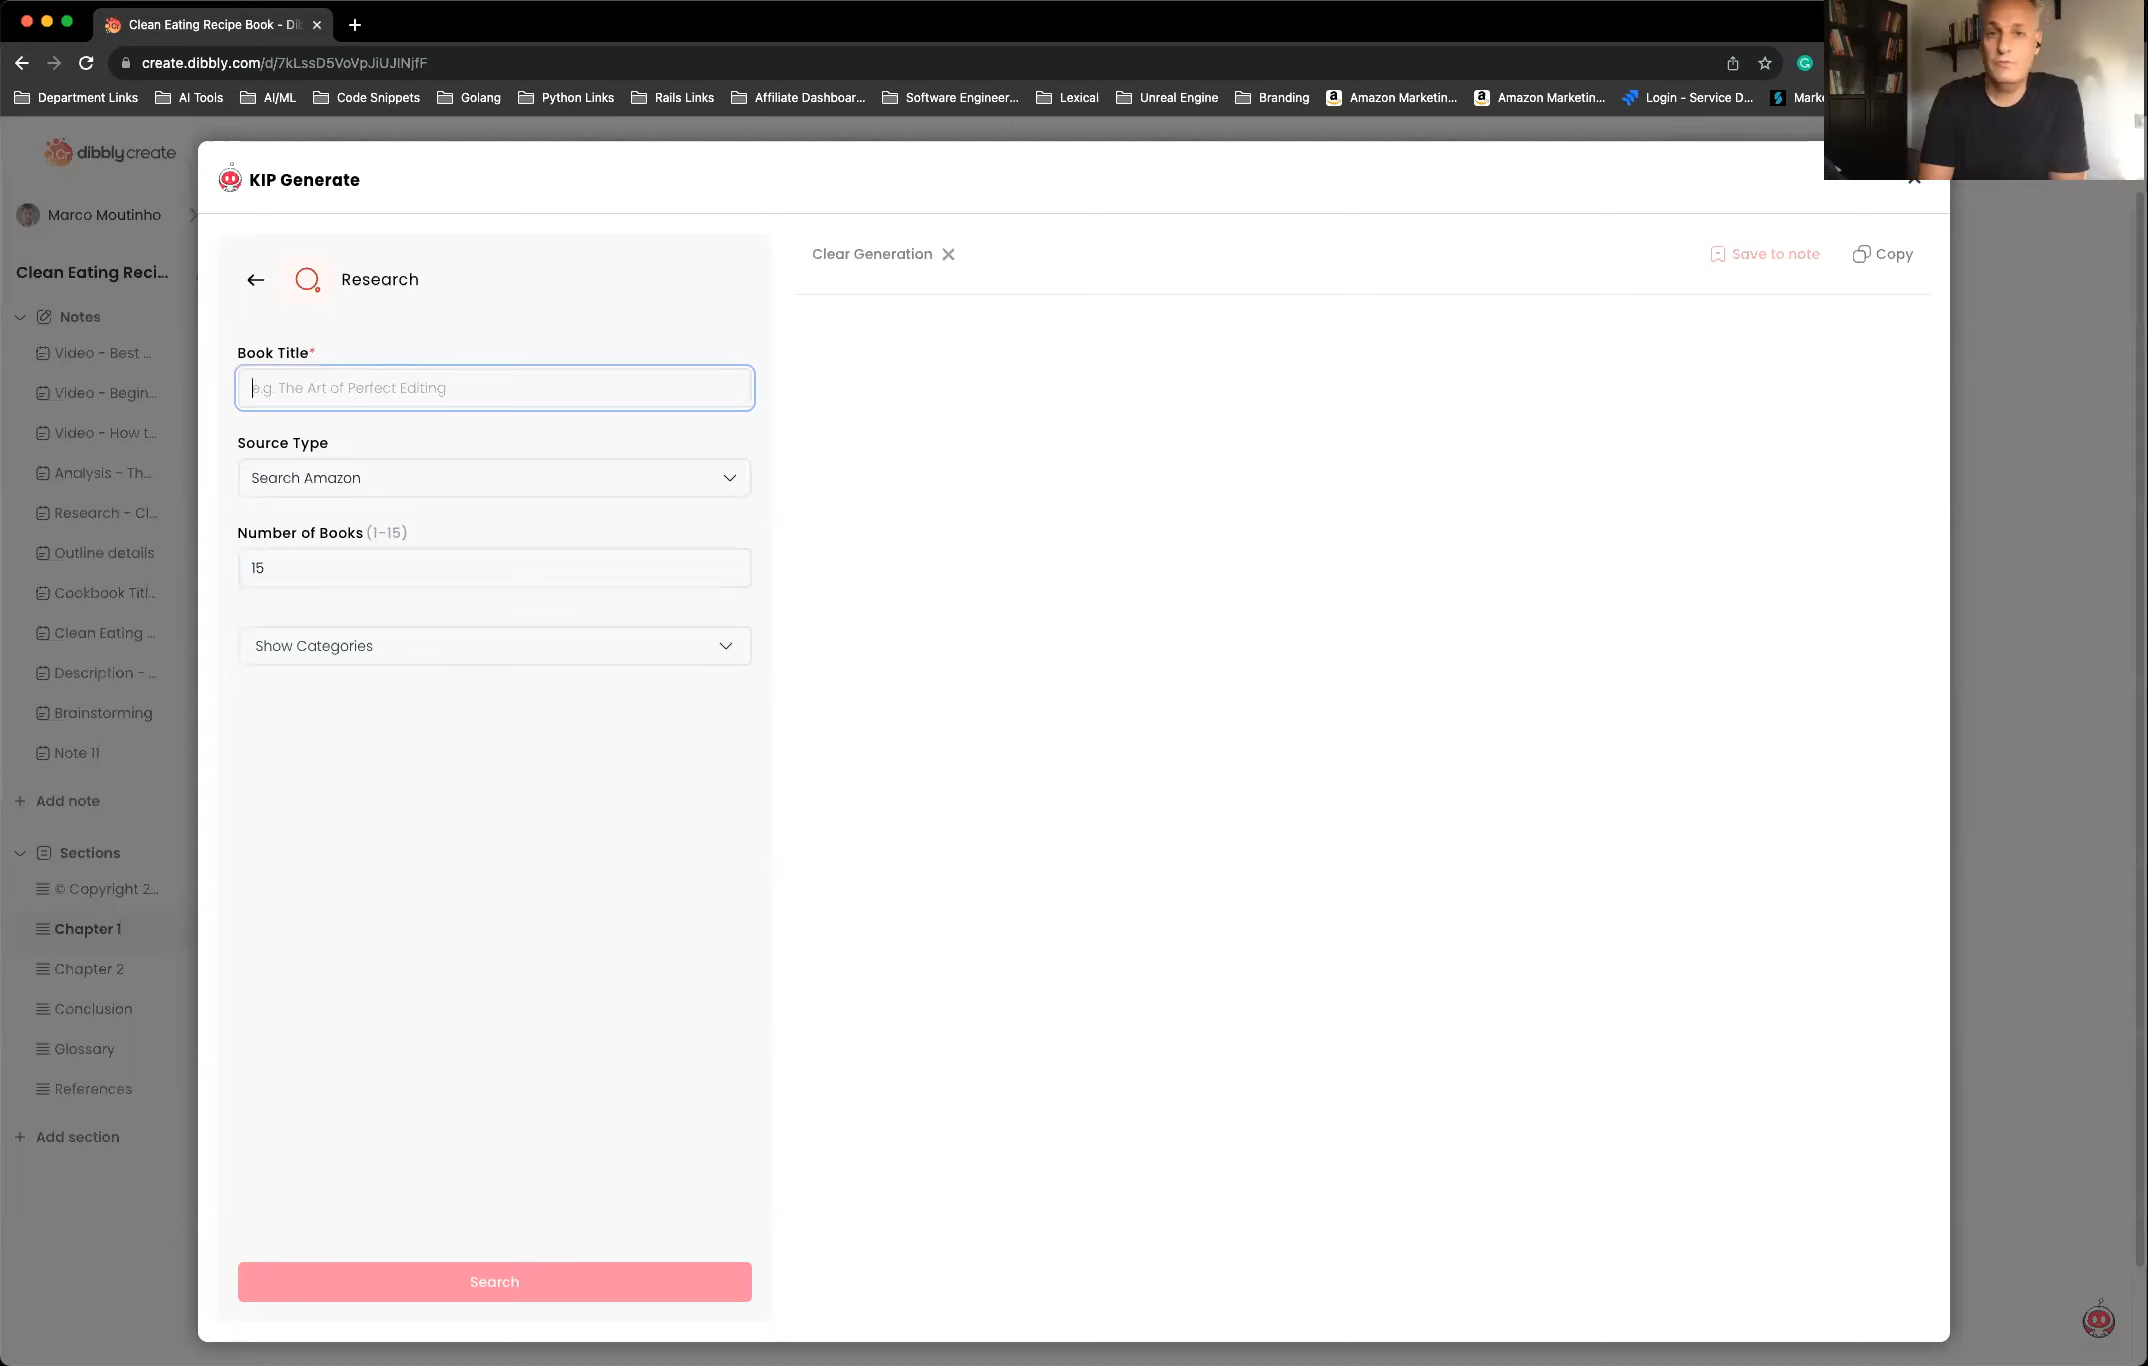 Clean Eating Recipe Book - Dib
create.dibbly.com/d/7kLssD5VoVpJiUJlNjfF
Department Links
AI Tools
AI/ML
Code Snippets
Golang
Python Links
Rails Links
Affiliate Dashboar...
Software Engineer...
Lexical
Unreal Engine
Branding
Amazon Marketin...
Amazon Marketin...
Login - Service D...
Marke
dibblycreate
Marco Moutinho
Clean Eating Reci...
Notes
Video - Best ...
Video - Begin...
Video - How t...
Analysis - Th...
Research - Cl...
Outline details
Cookbook Titl...
Clean Eating ...
Description - ...
Brainstorming
Note 11
+ Add note
Sections
© Copyright 2...
Chapter 1
Chapter 2
Conclusion
Glossary
References
+ Add section
KIP Generate
Research
Book Title*
e.g. The Art of Perfect Editing
Source Type
Search Amazon
Number of Books (1-15)
15
Show Categories
Search
Clear Generation
Save to note
Copy